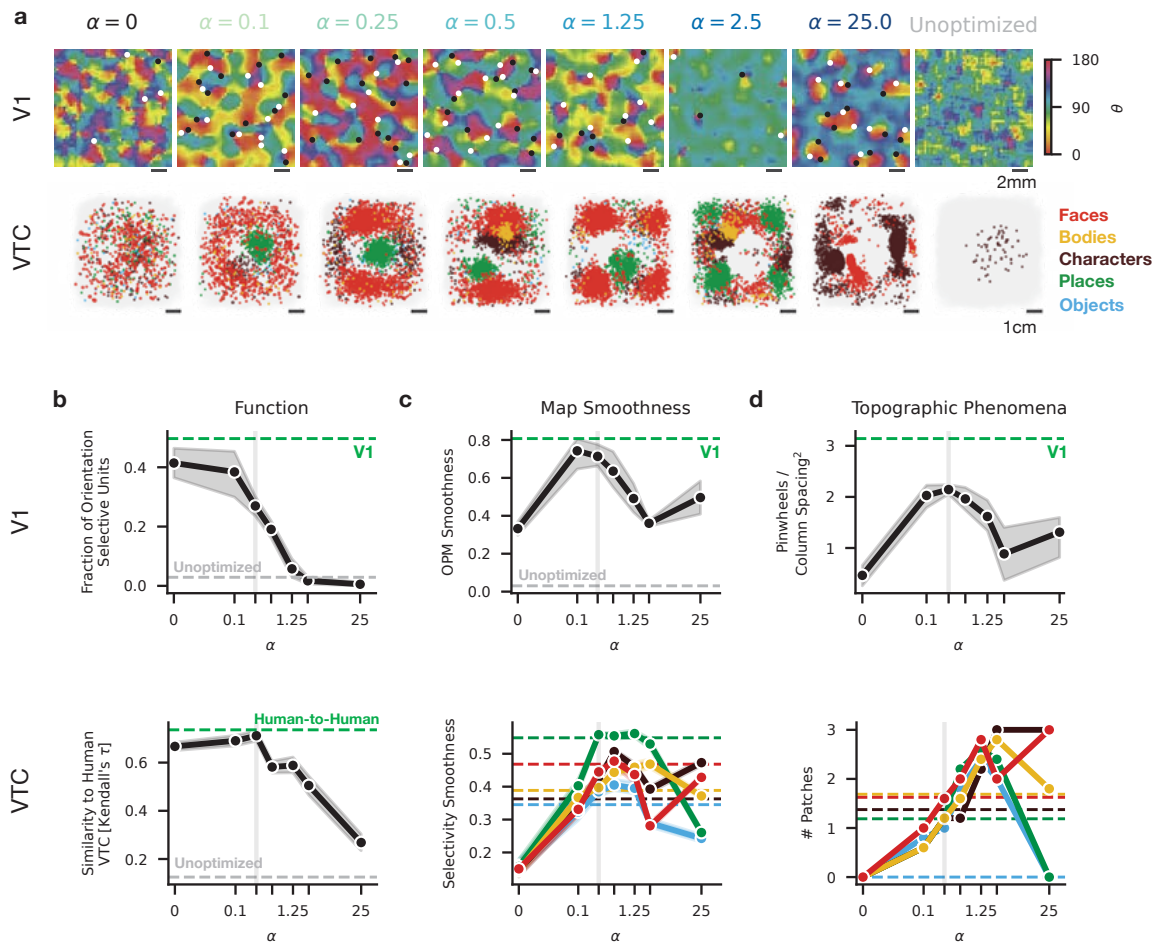 a
α = 0 α = 0.1 α = 0.25 α = 0.5 α = 1.25 α = 2.5 α = 25.0 Unoptimized
V1
180
90
0
θ
2mm
VTC
Faces
Bodies
Characters
Places
Objects
1cm
b
Function
c
Map Smoothness
d
Topographic Phenomena
V1
Fraction of Orientation
Selective Units
0.4
0.2
0.0
V1
Unoptimized
0 0.1 1.25 25
α
OPM Smoothness
0.8
0.6
0.4
0.2
0.0
V1
Unoptimized
0 0.1 1.25 25
α
Pinwheels /
Column Spacing²
3
2
1
V1
0 0.1 1.25 25
α
VTC
Similarity to Human
VTC [Kendall's τ]
0.6
0.4
0.2
Human-to-Human
Unoptimized
0 0.1 1.25 25
α
Selectivity Smoothness
0.5
0.4
0.3
0.2
0 0.1 1.25 25
α
# Patches
3
2
1
0
0 0.1 1.25 25
α